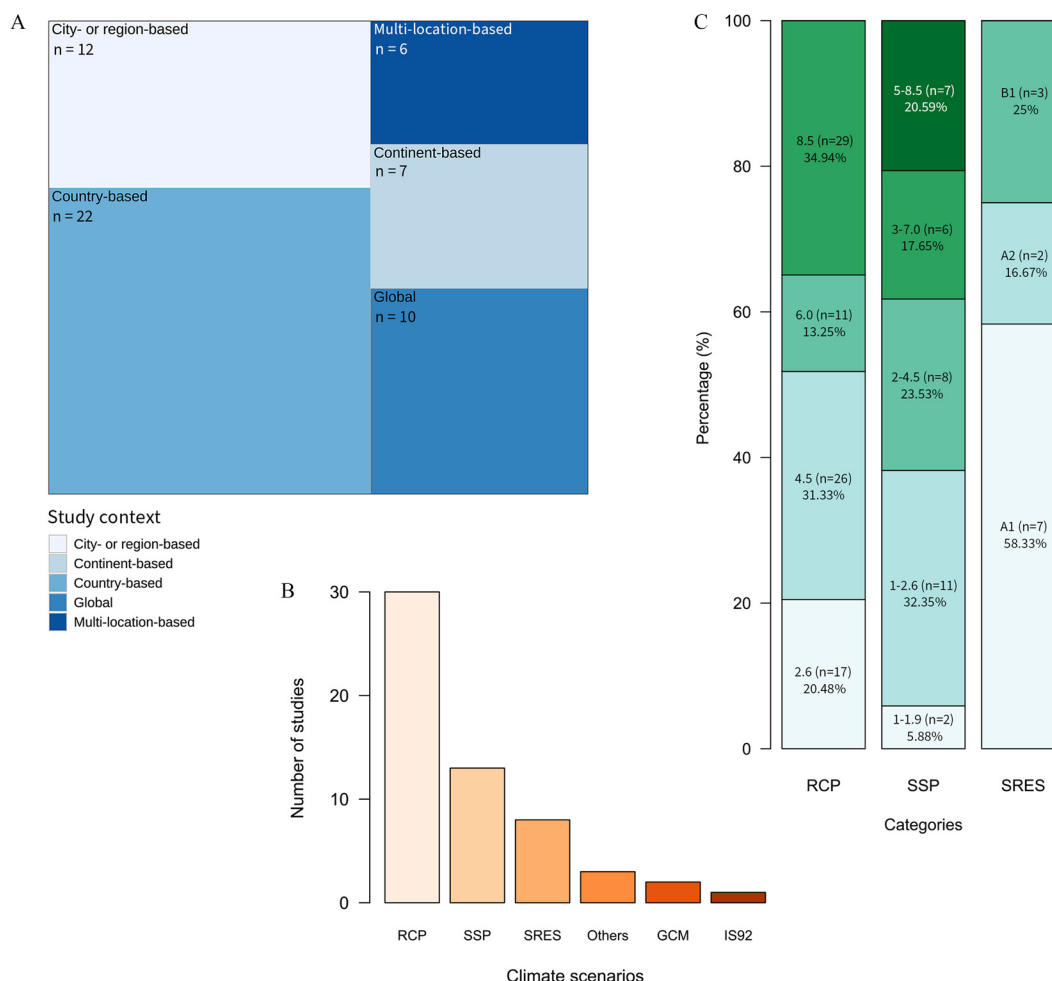 A
City- or region-based
n = 12
Multi-location-based
n = 6
Continent-based
n = 7
Country-based
n = 22
Global
n = 10
Study context
City- or region-based
Continent-based
Country-based
Global
Multi-location-based
B
Number of studies
30
20
10
0
RCP
SSP
SRES
Others
GCM
IS92
Climate scenarios
C
Percentage (%)
100
80
60
40
20
0
8.5 (n=29)
34.94%
6.0 (n=11)
13.25%
4.5 (n=26)
31.33%
2.6 (n=17)
20.48%
5-8.5 (n=7)
20.59%
3-7.0 (n=6)
17.65%
2-4.5 (n=8)
23.53%
1-2.6 (n=11)
32.35%
1-1.9 (n=2)
5.88%
B1 (n=3)
25%
A2 (n=2)
16.67%
A1 (n=7)
58.33%
RCP
SSP
SRES
Categories